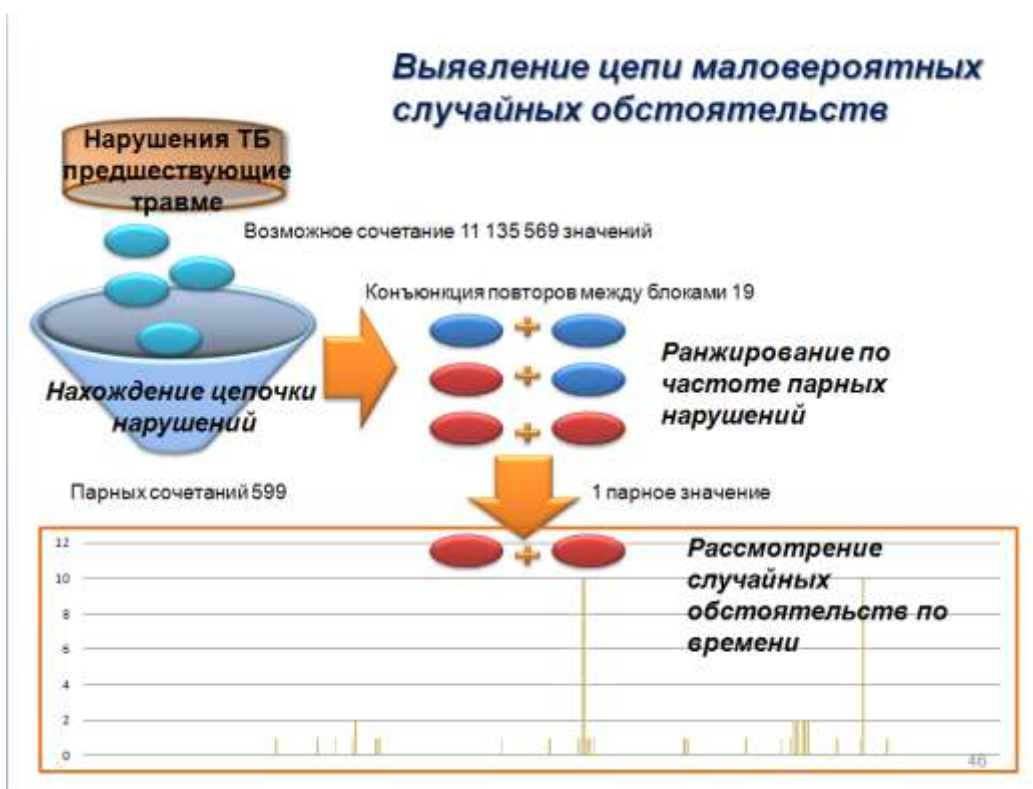 Выявление цепи маловероятных
случайных обстоятельств
Нарушения ТБ
предшествующие
травме
Возможное сочетание 11 135 569 значений
Конъюнкция повторов между блоками 19
Ранжирование по
частоте парных
нарушений
Нахождение цепочки
нарушений
Парных сочетаний 599
1 парное значение
Рассмотрение
случайных
обстоятельств по
времени
12
10
8
6
4
2
0
46